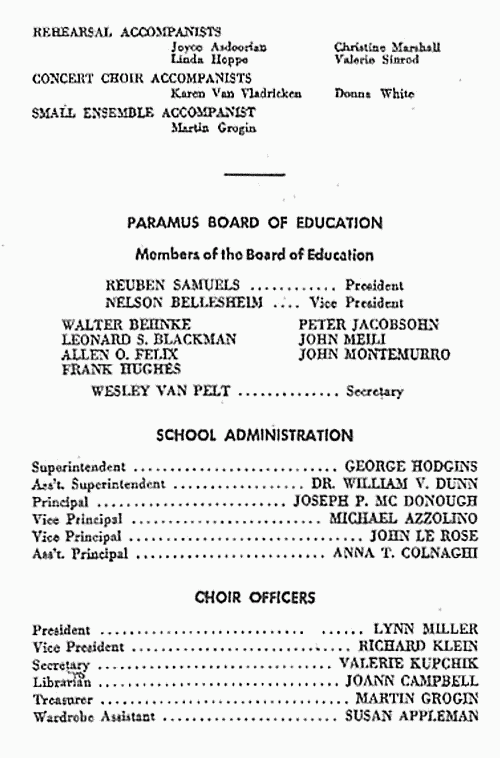 REHEARSAL ACCOMPANISTS
Joyce Asdoorian Christine Marshall
Linda Hoppe Valerie Sinrod
CONCERT CHOIR ACCOMPANISTS
Karen Van Vladricken Donna White
SMALL ENSEMBLE ACCOMPANIST
Martin Grogin
PARAMUS BOARD OF EDUCATION
Members of the Board of Education
REUBEN SAMUELS ............ President
NELSON BELLESHEIM .... Vice President
WALTER BEHNKE PETER JACOBSOHN
LEONARD S. BLACKMAN JOHN MEILI
ALLEN O. FELIX JOHN MONTEMURRO
FRANK HUGHES
WESLEY VAN PELT .............. Secretary
SCHOOL ADMINISTRATION
Superintendent ............................ GEORGE HODGINS
Ass't. Superintendent .................. DR. WILLIAM V. DUNN
Principal ........................ JOSEPH P. MC DONOUGH
Vice Principal .......................... MICHAEL AZZOLINO
Vice Principal ................................ JOHN LE ROSE
Ass't. Principal .......................... ANNA T. COLNAGHI
CHOIR OFFICERS
President ............................ ...... LYNN MILLER
Vice President ............................ RICHARD KLEIN
Secretary .............................. VALERIE KUPCHIK
Librarian ................................ JOANN CAMPBELL
Treasurer ................................ MARTIN GROGIN
Wardrobe Assistant ...................... SUSAN APPLEMAN